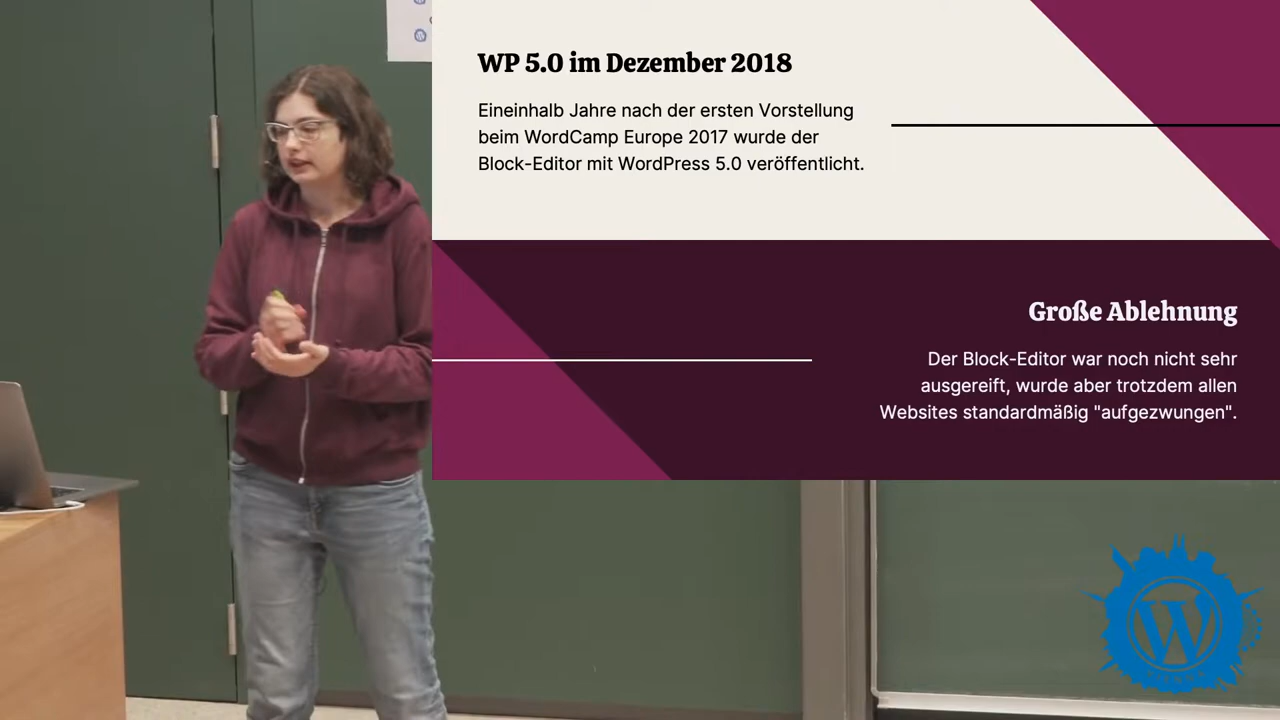 WP 5.0 im Dezember 2018
Eineinhalb Jahre nach der ersten Vorstellung
beim WordCamp Europe 2017 wurde der
Block-Editor mit WordPress 5.0 veröffentlicht.
Große Ablehnung
Der Block-Editor war noch nicht sehr
ausgereift, wurde aber trotzdem allen
Websites standardmäßig "aufgezwungen".